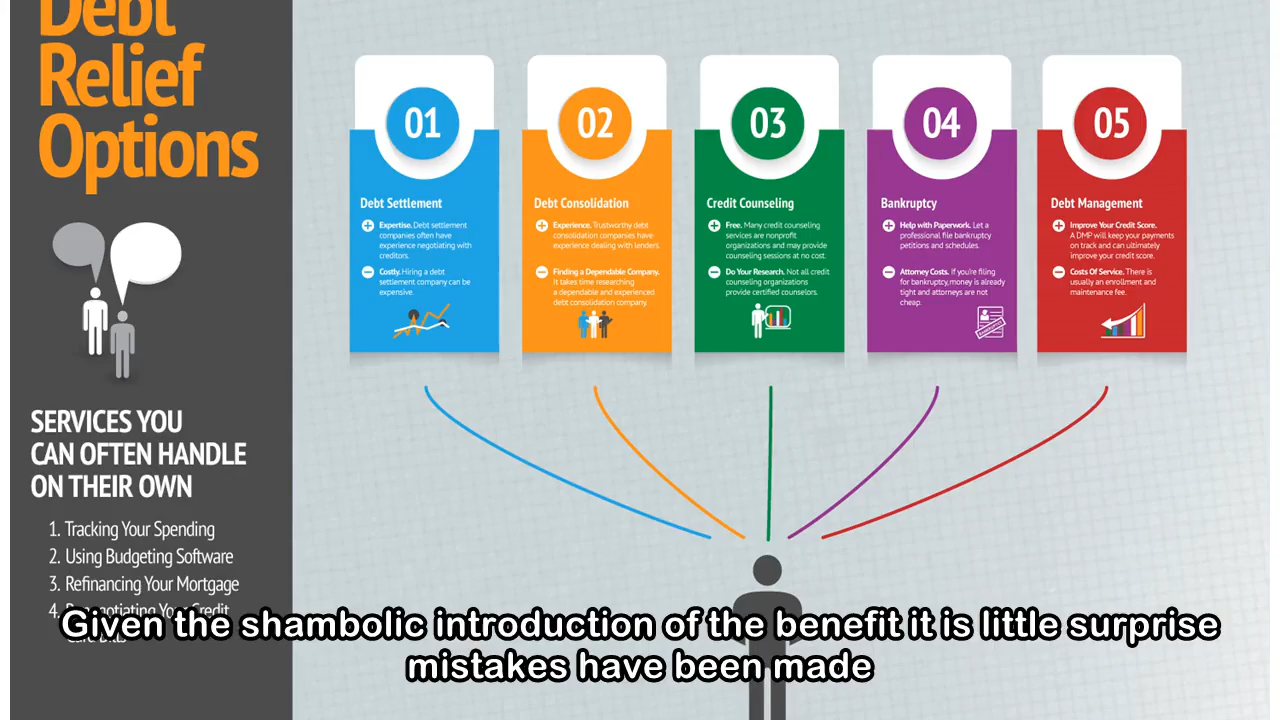 Debt
Relief
Options
SERVICES YOU
CAN OFTEN HANDLE
ON THEIR OWN
1. Tracking Your Spending
2. Using Budgeting Software
3. Refinancing Your Mortgage
4. Your Credit
01
Debt Settlement
Expertise. Debt settlement
companies often have
experience negotiating with
creditors.
Costly. Hiring a debt
settlement company can be
expensive.
02
Debt Consolidation
Experience. Trustworthy debt
consolidation companies have
experience dealing with lenders.
Finding a Dependable Company.
It takes time researching
a dependable and experienced
debt consolidation company.
03
Credit Counseling
Free. Many credit counseling
services are nonprofit
organizations and may provide
counseling sessions at no cost.
Do Your Research. Not all credit
counseling organizations
provide certified counselors.
04
Bankruptcy
Help with Paperwork. Let a
professional file bankruptcy
petitions and schedules.
Attorney Costs. If you're filing
for bankruptcy, money is already
tight and attorneys are not
cheap.
05
Debt Management
Improve Your Credit Score.
A DMP will keep your payments
on track and can ultimately
improve your credit score.
Costs Of Service. There is
usually an enrollment and
maintenance fee.
Given the shambolic introduction of the benefit it is little surprise
mistakes have been made